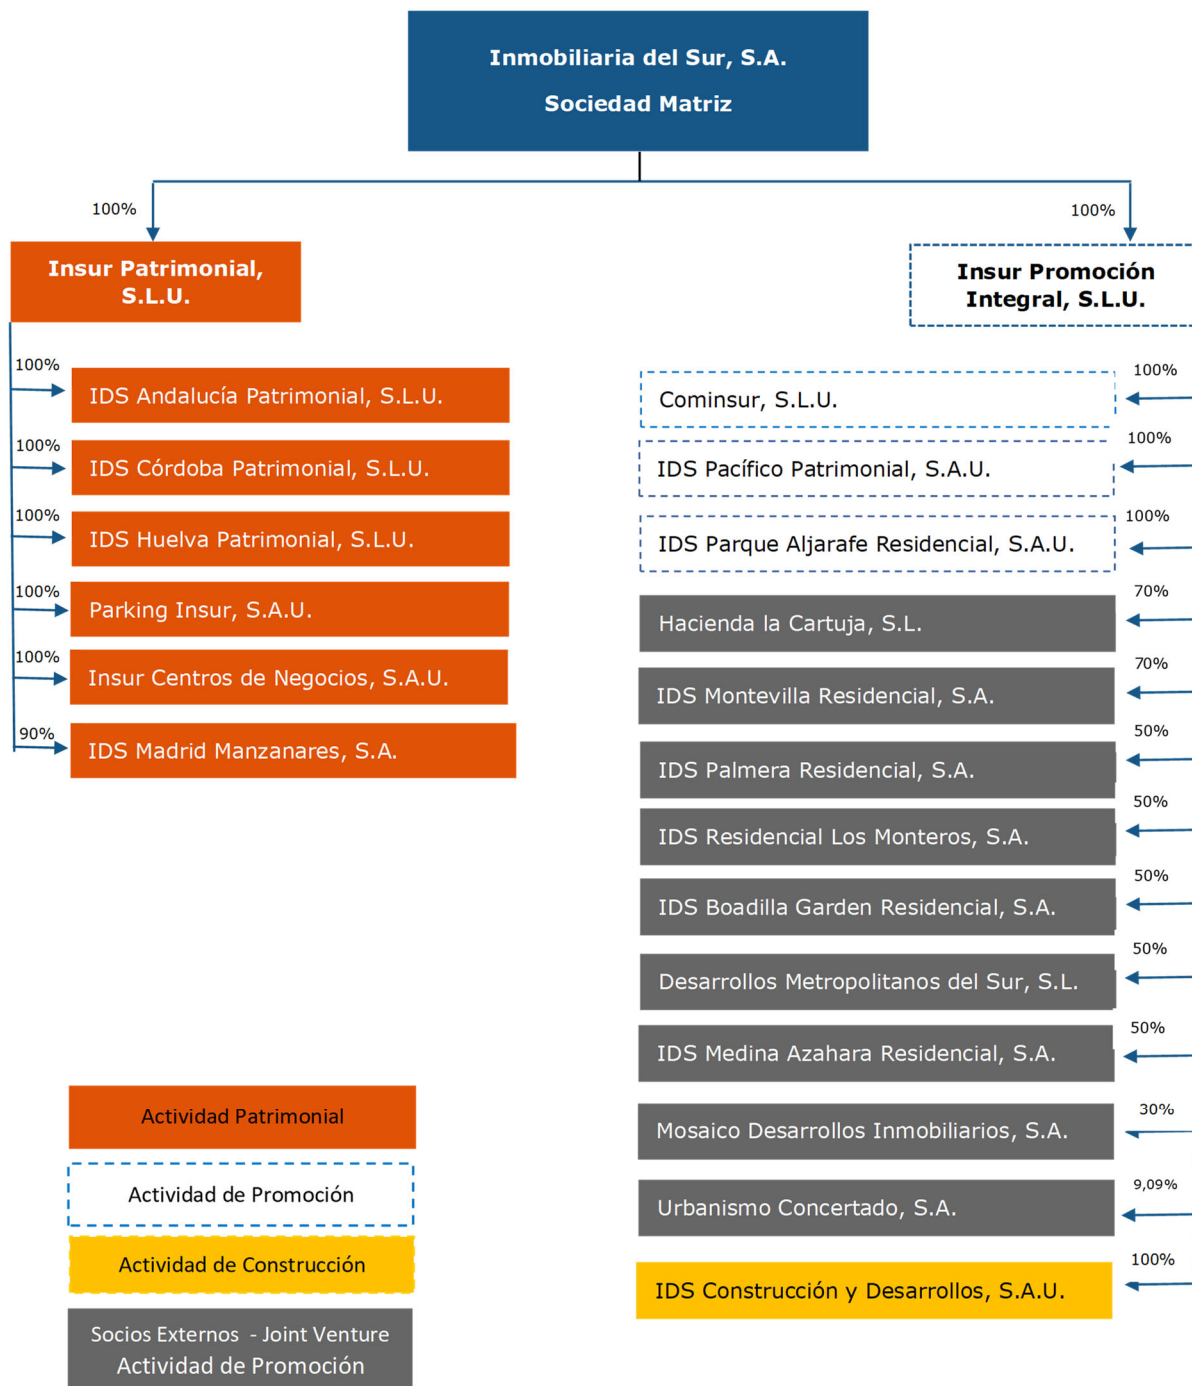 Inmobiliaria del Sur, S.A.
Sociedad Matriz
100%
100%
Insur Patrimonial,
S.L.U.
Insur Promoción
Integral, S.L.U.
100%
IDS Andalucía Patrimonial, S.L.U.
100%
IDS Córdoba Patrimonial, S.L.U.
100%
IDS Huelva Patrimonial, S.L.U.
100%
Parking Insur, S.A.U.
100%
Insur Centros de Negocios, S.A.U.
90%
IDS Madrid Manzanares, S.A.
Cominsur, S.L.U.
100%
IDS Pacífico Patrimonial, S.A.U.
100%
IDS Parque Aljarafe Residencial, S.A.U.
100%
Hacienda la Cartuja, S.L.
70%
IDS Montevilla Residencial, S.A.
70%
IDS Palmera Residencial, S.A.
50%
IDS Residencial Los Monteros, S.A.
50%
IDS Boadilla Garden Residencial, S.A.
50%
Desarrollos Metropolitanos del Sur, S.L.
50%
IDS Medina Azahara Residencial, S.A.
50%
Mosaico Desarrollos Inmobiliarios, S.A.
30%
Urbanismo Concertado, S.A.
9,09%
IDS Construcción y Desarrollos, S.A.U.
100%
Actividad Patrimonial
Actividad de Promoción
Actividad de Construcción
Socios Externos - Joint Venture
Actividad de Promoción